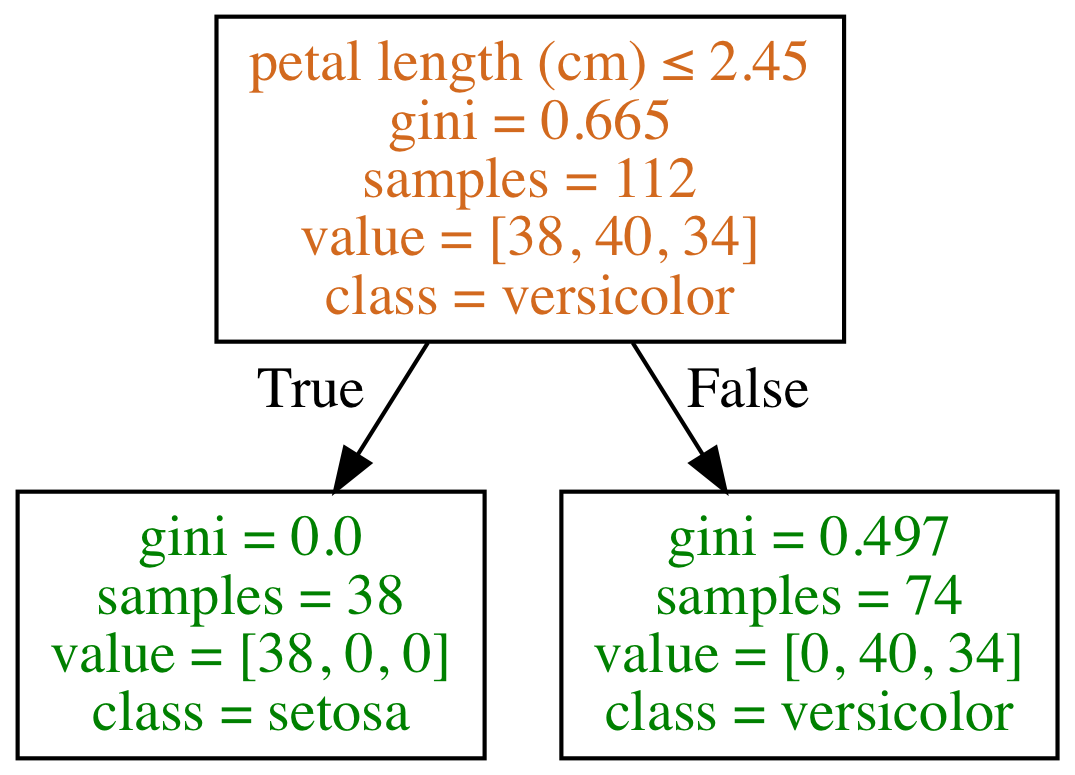 petal length (cm) ≤ 2.45
gini = 0.665
samples = 112
value = [38, 40, 34]
class = versicolor
True
False
gini = 0.0
samples = 38
value = [38, 0, 0]
class = setosa
gini = 0.497
samples = 74
value = [0, 40, 34]
class = versicolor